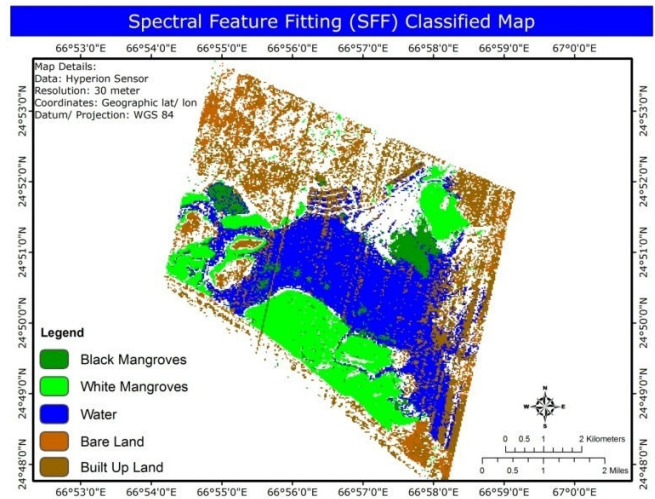 Spectral Feature Fitting (SFF) Classified Map
66°53'0"E 66°54'0"E 66°55'0"E 66°56'0"E 66°57'0"E 66°58'0"E 66°59'0"E 67°0'0"E
Map Details:
Data: Hyperion Sensor
Resolution: 30 meter
Coordinates: Geographic lat/ lon
Datum/ Projection: WGS 84
24°53'0"N 24°53'0"N
24°52'0"N 24°52'0"N
24°51'0"N 24°51'0"N
24°50'0"N 24°50'0"N
24°49'0"N 24°49'0"N
24°48'0"N 24°48'0"N
Legend
Black Mangroves
White Mangroves
Water
Bare Land
Built Up Land
N
W E
S
0 0.5 1 2 Kilometers
0 0.5 1 2 Miles
66°53'0"E 66°54'0"E 66°55'0"E 66°56'0"E 66°57'0"E 66°58'0"E 66°59'0"E 67°0'0"E